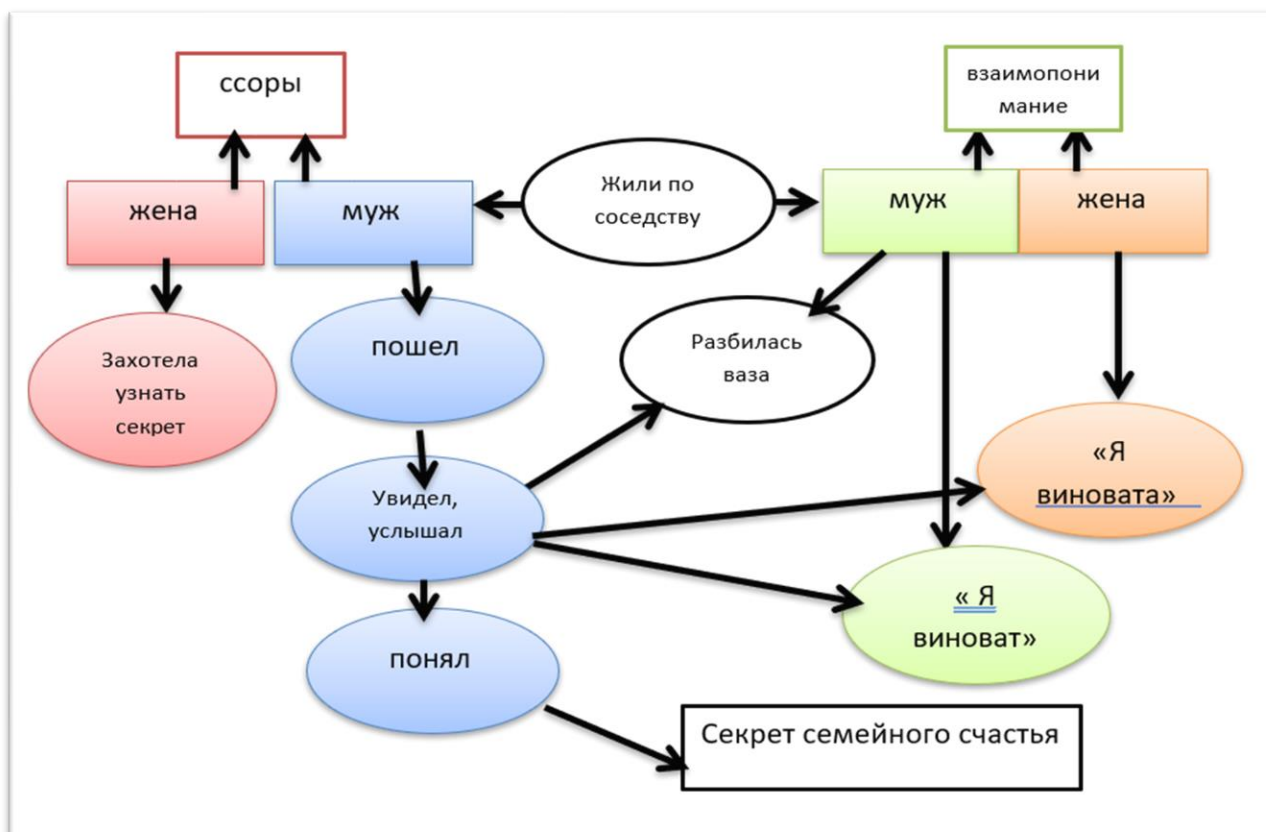 ссоры
взаимопони
мание
жена
муж
Жили по
соседству
муж
жена
Захотела
узнать
секрет
пошел
Разбилась
ваза
Увидел,
услышал
«Я
виновата»
« Я
виноват»
понял
Секрет семейного счастья